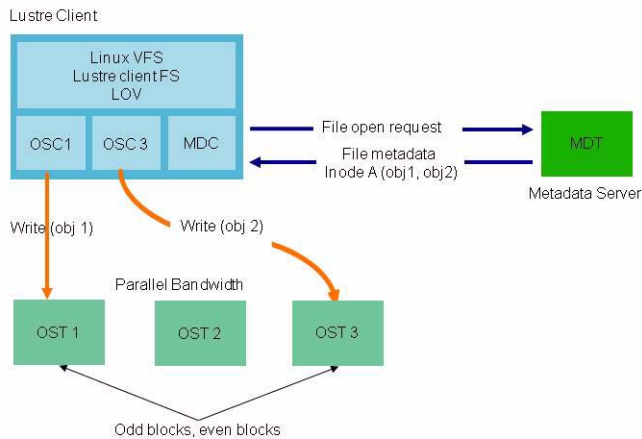 Lustre Client
Linux VFS
Lustre client FS
LOV
OSC1
OSC 3
MDC
File open request
File metadata
Inode A (obj1, obj2)
MDT
Metadata Server
Write (obj 1)
Write (obj 2)
Parallel Bandwidth
OST 1
OST 2
OST 3
Odd blocks, even blocks